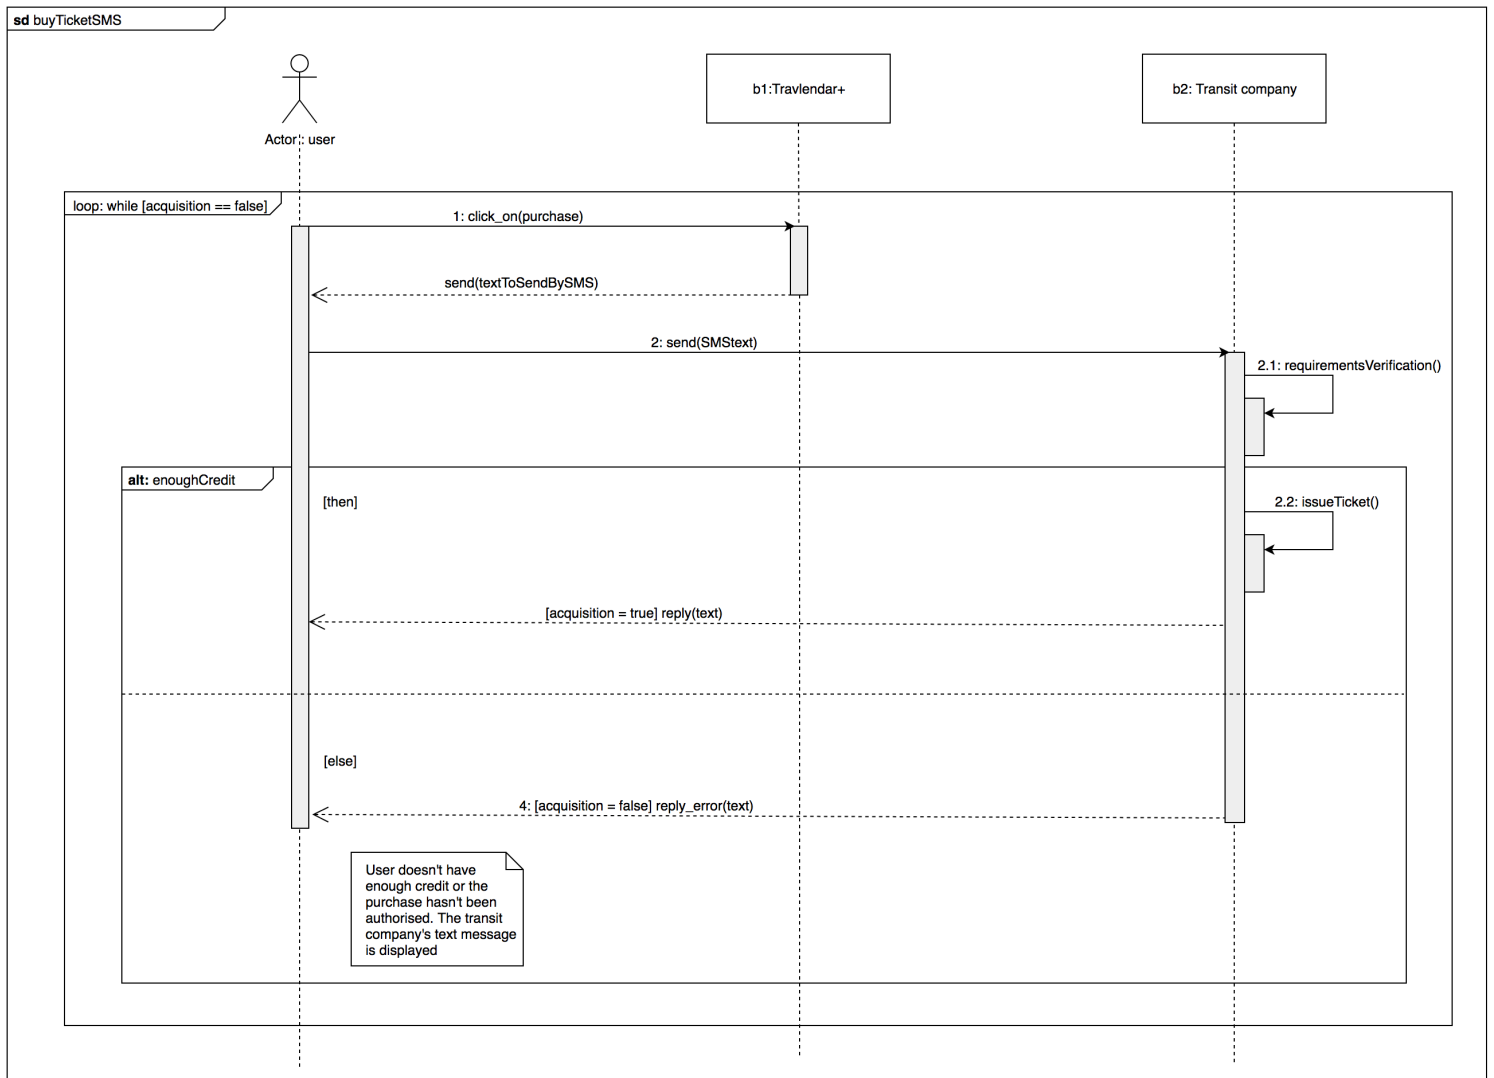 sd buyTicketSMS
Actor : user
b1:Travlendar+
b2: Transit company
loop: while [acquisition == false]
1: click_on(purchase)
send(textToSendBySMS)
2: send(SMStext)
2.1: requirementsVerification()
alt: enoughCredit
[then]
2.2: issueTicket()
[acquisition = true] reply(text)
[else]
4: [acquisition = false] reply_error(text)
User doesn't have
enough credit or the
purchase hasn't been
authorised. The transit
company's text message
is displayed